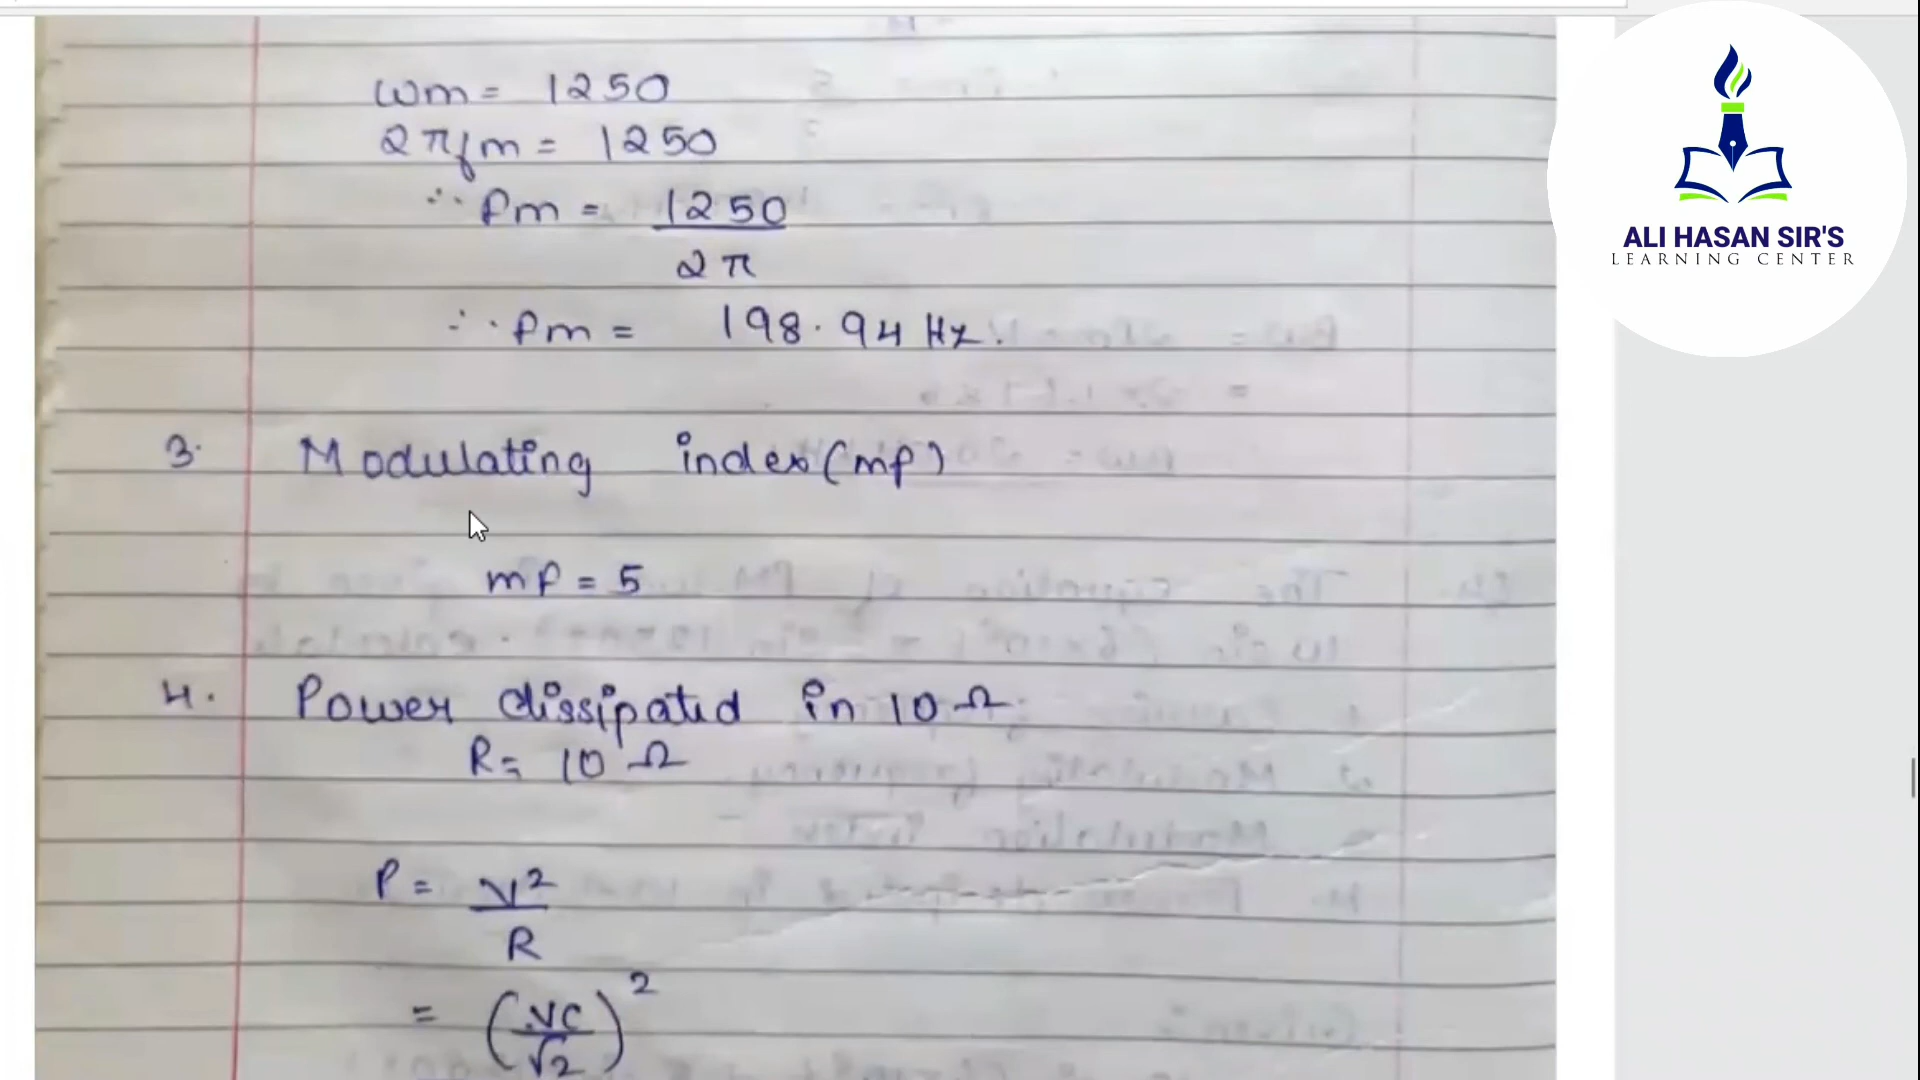 ωm = 1250
2πfm = 1250
∴ fm = 1250
2π
∴ fm = 198.94 Hz.
3. Modulating index (mf)
mf = 5
4. Power dissipated in 10 Ω
R = 10 Ω
P = V²
R
= (Vc/√2)²
ALI HASAN SIR'S
LEARNING CENTER